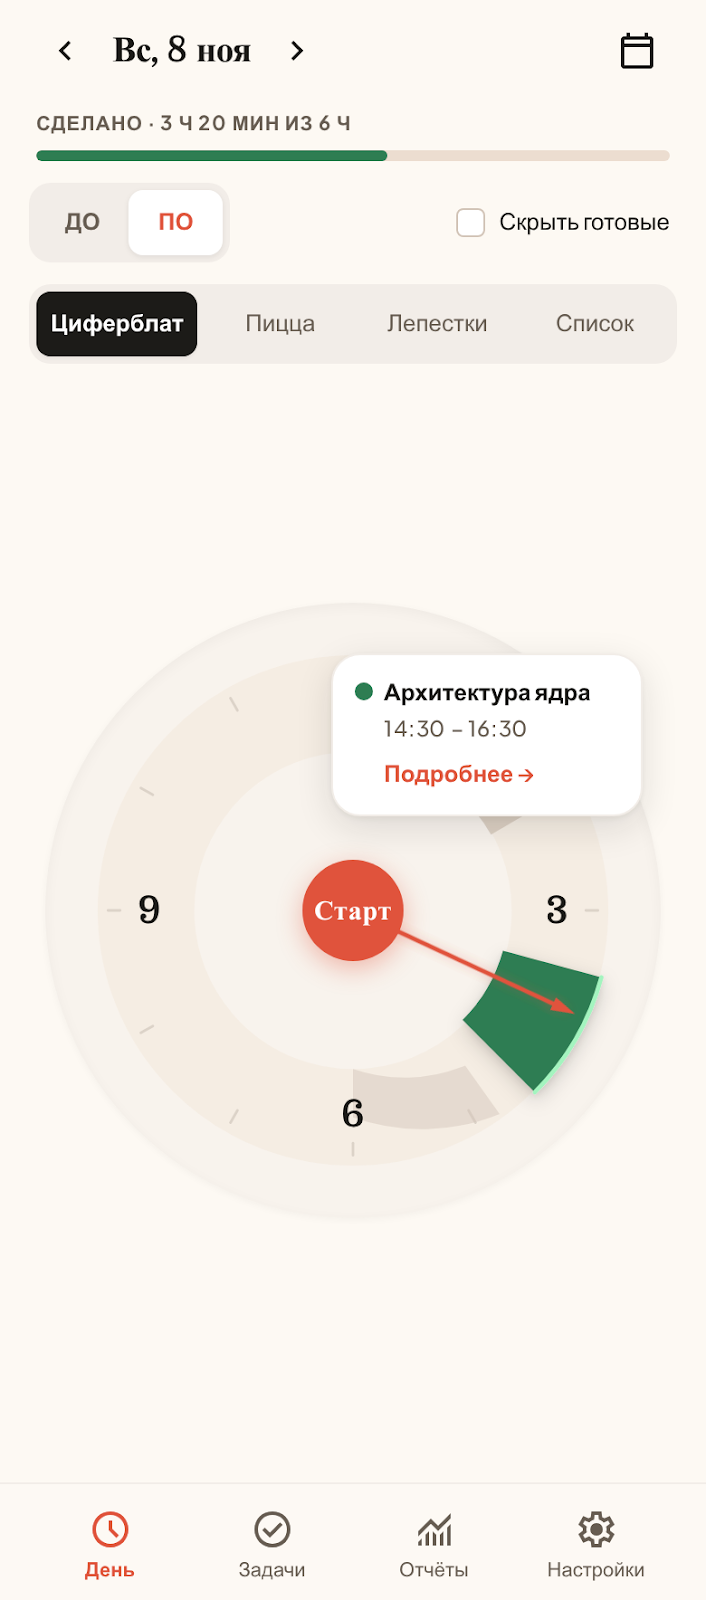 Вс, 8 ноя
СДЕЛАНО · 3 Ч 20 МИН ИЗ 6 Ч
ДО ПО
Скрыть готовые
Циферблат Пицца Лепестки Список
Архитектура ядра
14:30 – 16:30
Подробнее →
9 Старт 3
6
День Задачи Отчёты Настройки